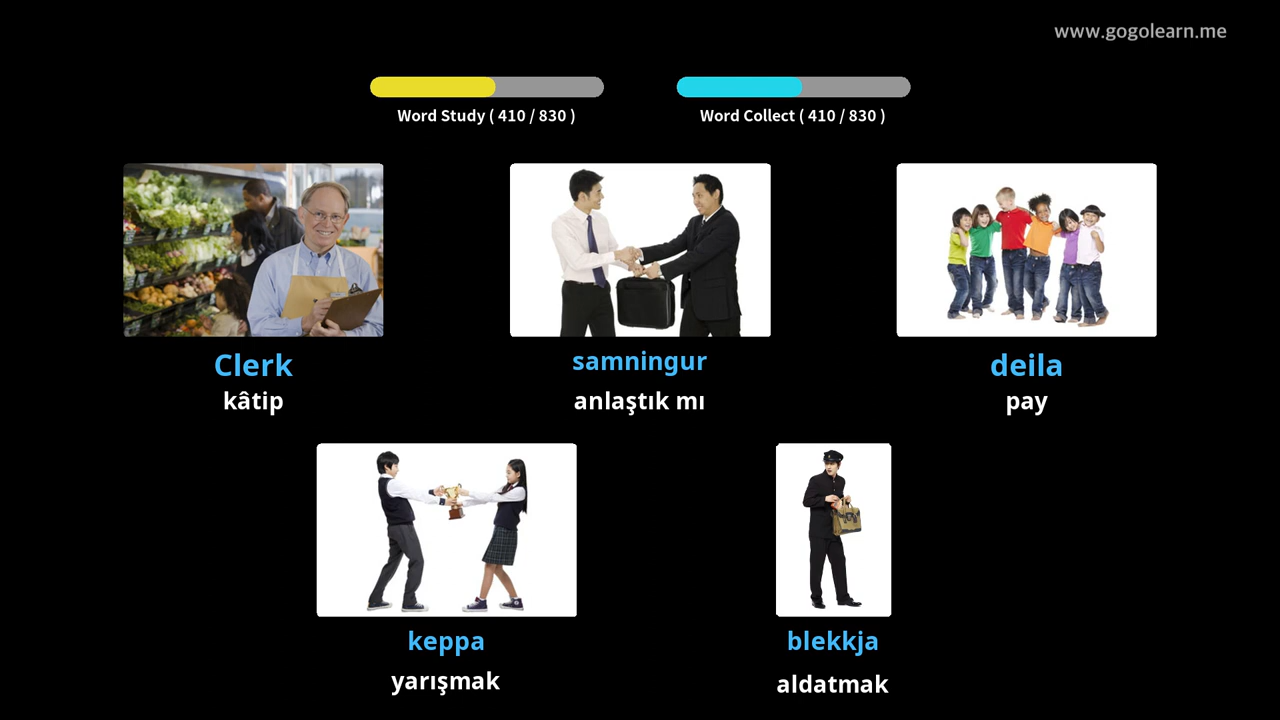 www.gogolearn.me
Word Study ( 410 / 830 )
Word Collect ( 410 / 830 )
Clerk
kâtip
samningur
anlaştık mı
deila
pay
keppa
yarışmak
blekkja
aldatmak